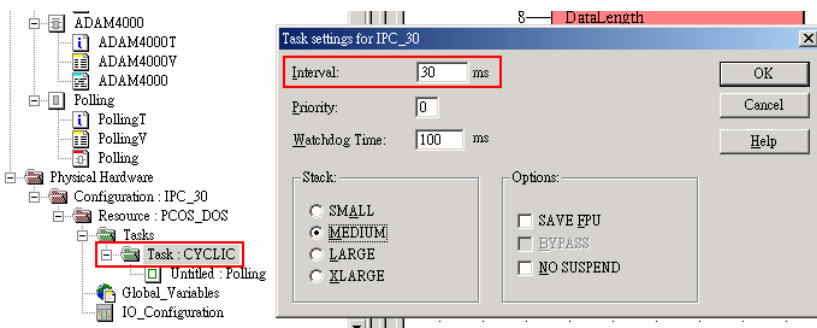 ADAM4000
ADAM4000T
ADAM4000V
ADAM4000
Polling
PollingT
PollingV
Polling
Physical Hardware
Configuration : IPC_30
Resource : PCOS_DOS
Tasks
Task : CYCLIC
Untitled : Polling
Global_Variables
IO_Configuration
8 DataLength
Task settings for IPC_30
Interval: 30 ms
OK
Priority: 0
Cancel
Watchdog Time: 100 ms
Help
Stack:
SMALL
MEDIUM
LARGE
XLARGE
Options:
SAVE FPU
BYPASS
NO SUSPEND